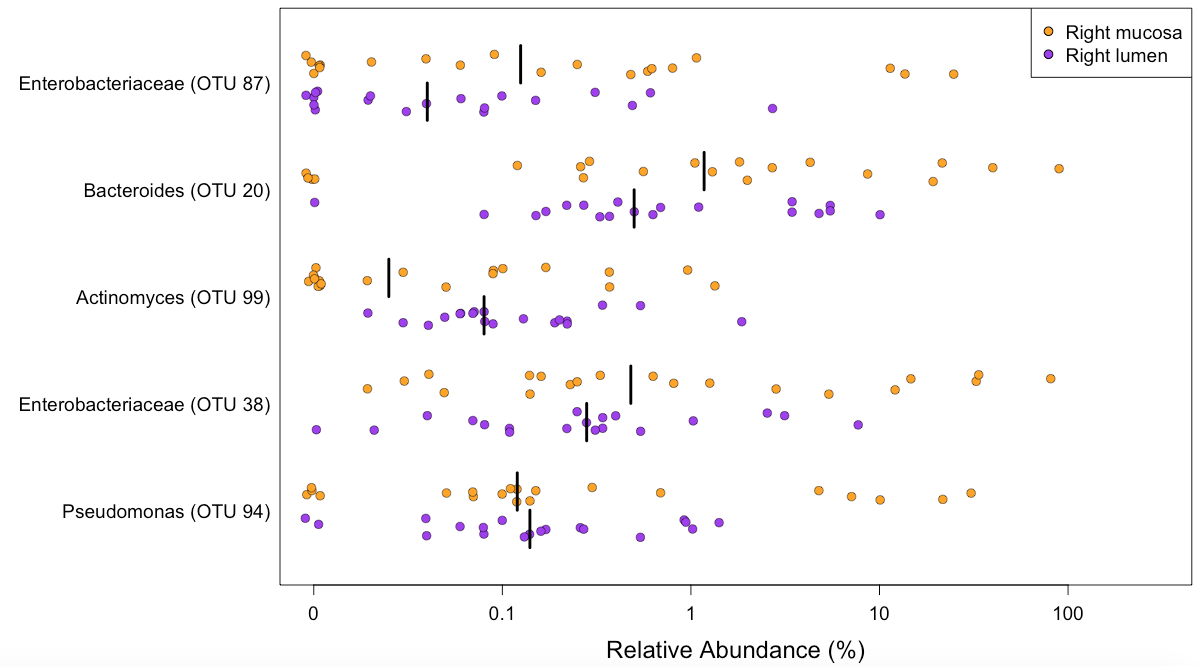 Right mucosa
Right lumen
Enterobacteriaceae (OTU 87)
Bacteroides (OTU 20)
Actinomyces (OTU 99)
Enterobacteriaceae (OTU 38)
Pseudomonas (OTU 94)
0 0.1 1 10 100
Relative Abundance (%)